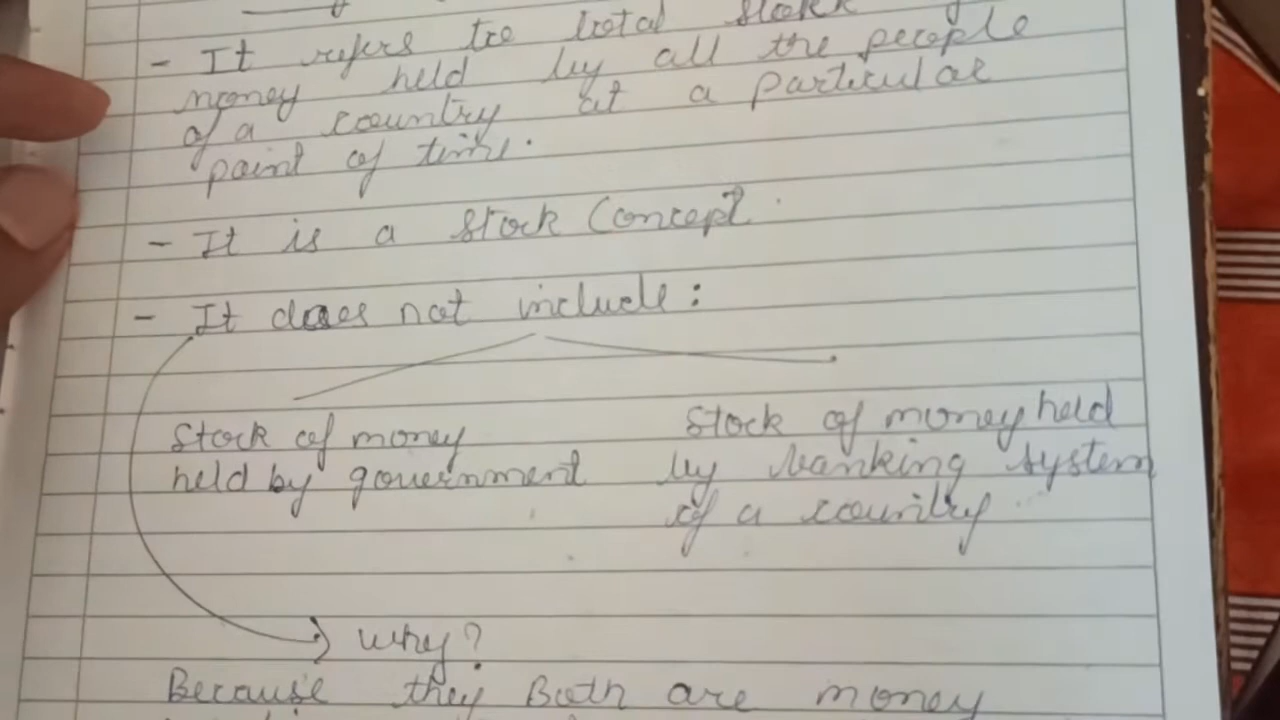 - It refers to total stock
money held by all the people
of a country at a particular
point of time.
- It is a stock Concept.
- It does not include:
Stock of money
held by government
Stock of money held
by banking system
of a country
→ Why?
Because they Both are money